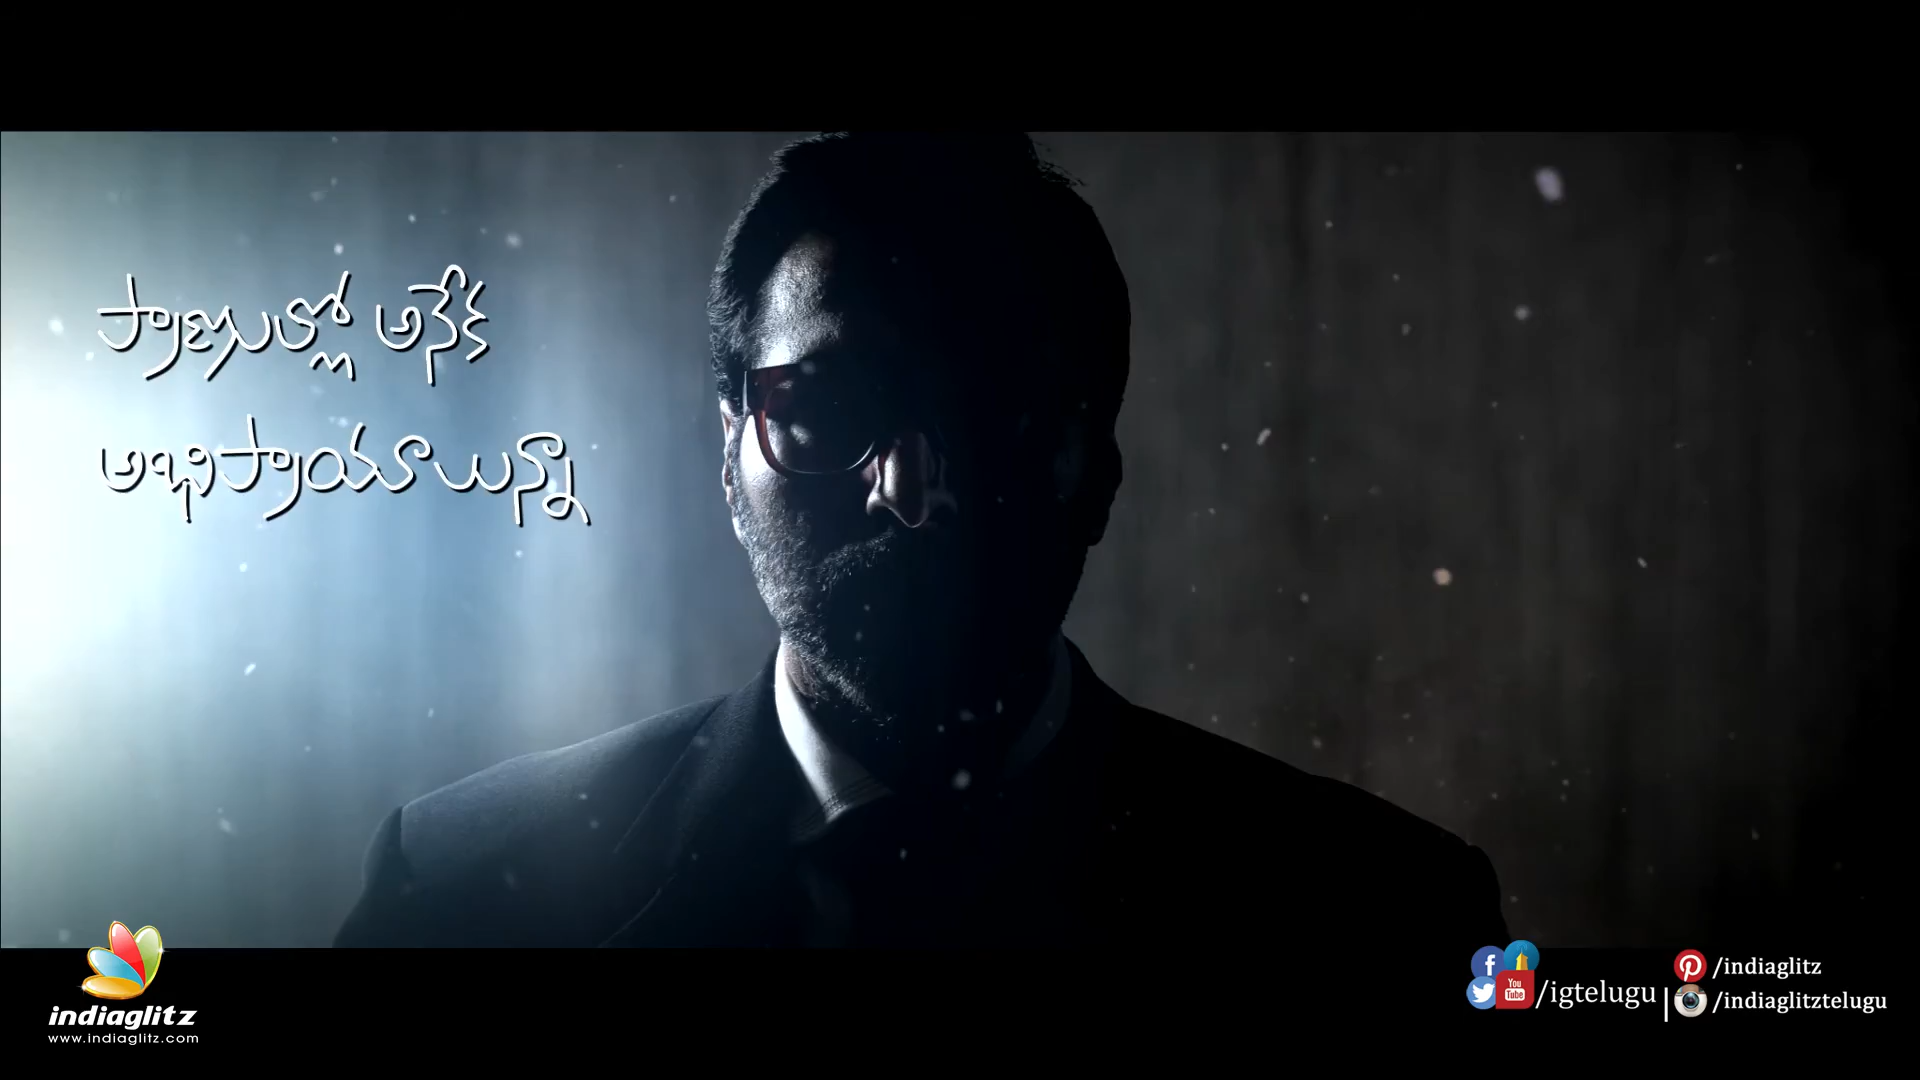 ప్రాణుల్లో అనేక
అభిప్రాయాలున్నా
indiaglitz
www.indiaglitz.com
/igtelugu
/indiaglitz
/indiaglitztelugu